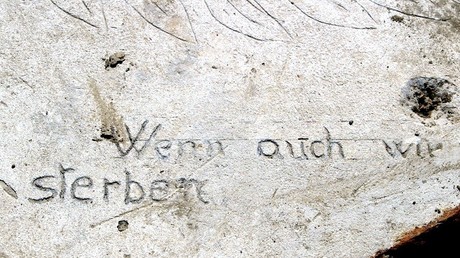 Wenn auch wir
sterben